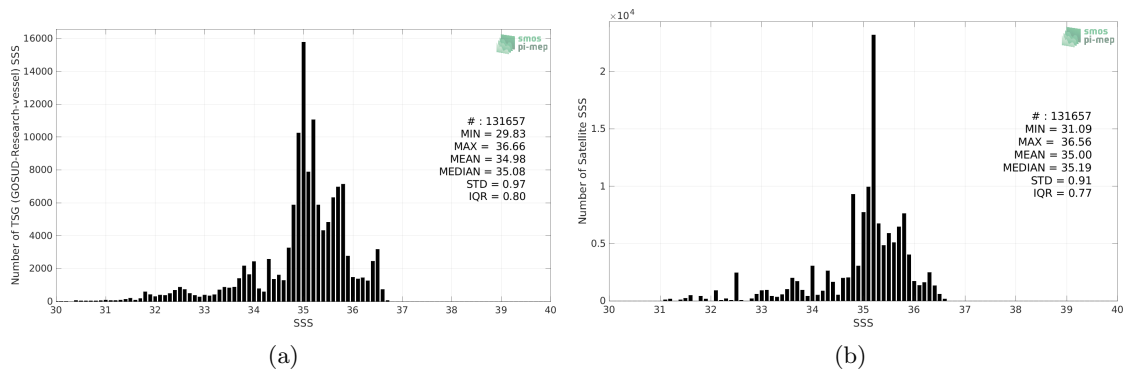 Number of TSG (GOSUD-Research-vessel) SSS
16000
14000
12000
10000
8000
6000
4000
2000
0
30 31 32 33 34 35 36 37 38 39 40
SSS
smos
pi-mep
# : 131657
MIN = 29.83
MAX = 36.66
MEAN = 34.98
MEDIAN = 35.08
STD = 0.97
IQR = 0.80
(a)
×10⁴
Number of Satellite SSS
2
1.5
1
0.5
0
30 31 32 33 34 35 36 37 38 39 40
SSS
smos
pi-mep
# : 131657
MIN = 31.09
MAX = 36.56
MEAN = 35.00
MEDIAN = 35.19
STD = 0.91
IQR = 0.77
(b)